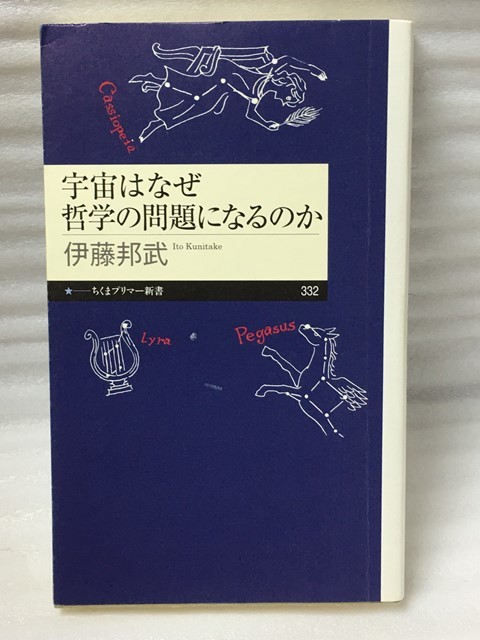 Cassiopeia
宇宙はなぜ
哲学の問題になるのか
伊藤邦武 Ito Kunitake
★──ちくまプリマー新書 332
Lyra
Pegasus